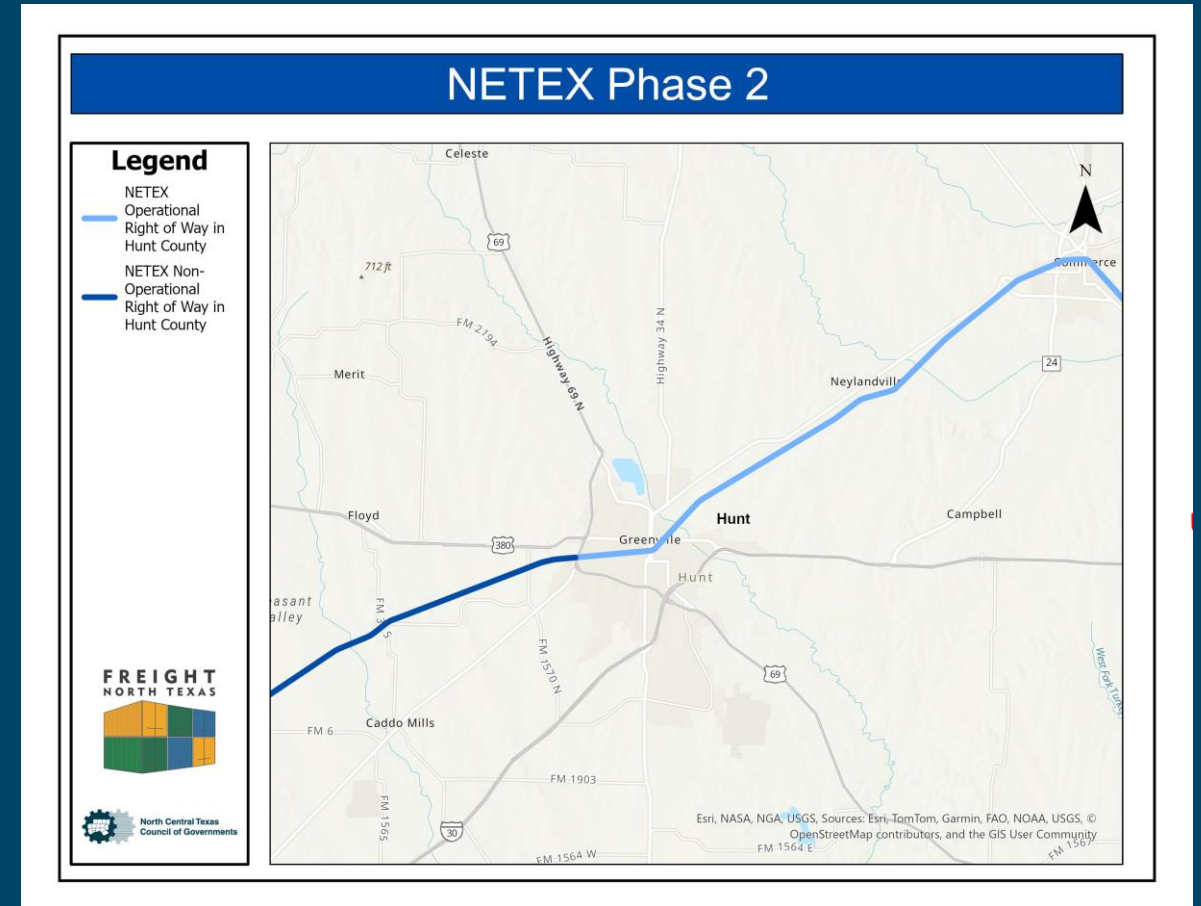 NETEX Phase 2
Legend
NETEX
Operational
Right of Way in
Hunt County
NETEX Non-
Operational
Right of Way in
Hunt County
FREIGHT
NORTH TEXAS
North Central Texas
Council of Governments
Celeste
N
69
Commerce
712 ft
FM 2194
Highway 69 N
Highway 34 N
24
Merit
Neylandville
Floyd
Hunt
Campbell
380
Greenville
Hunt
FM 1570 N
69
West Fork
Caddo Mills
FM 6
FM 1903
FM 1565
30
Esri, NASA, NGA, USGS, Sources: Esri, TomTom, Garmin, FAO, NOAA, USGS, ©
OpenStreetMap contributors, and the GIS User Community
FM 1564 W
FM 1564 E